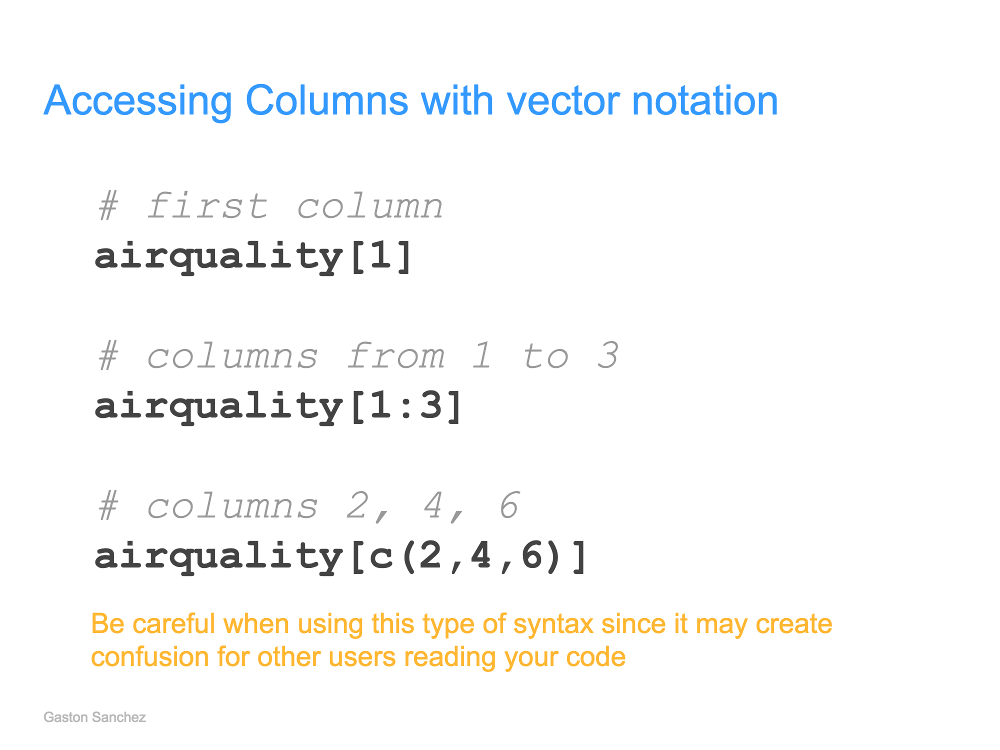 Accessing Columns with vector notation
# first column
airquality[1]
# columns from 1 to 3
airquality[1:3]
# columns 2, 4, 6
airquality[c(2,4,6)]
Be careful when using this type of syntax since it may create
confusion for other users reading your code
Gaston Sanchez